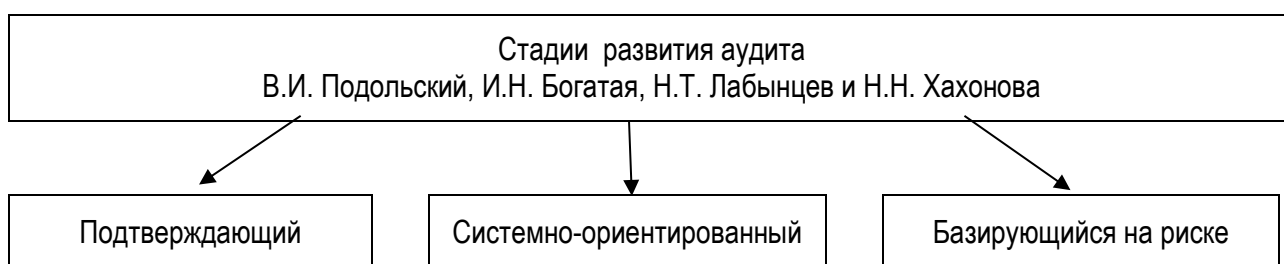 Стадии развития аудита
В.И. Подольский, И.Н. Богатая, Н.Т. Лабынцев и Н.Н. Хахонова
Подтверждающий
Системно-ориентированный
Базирующийся на риске